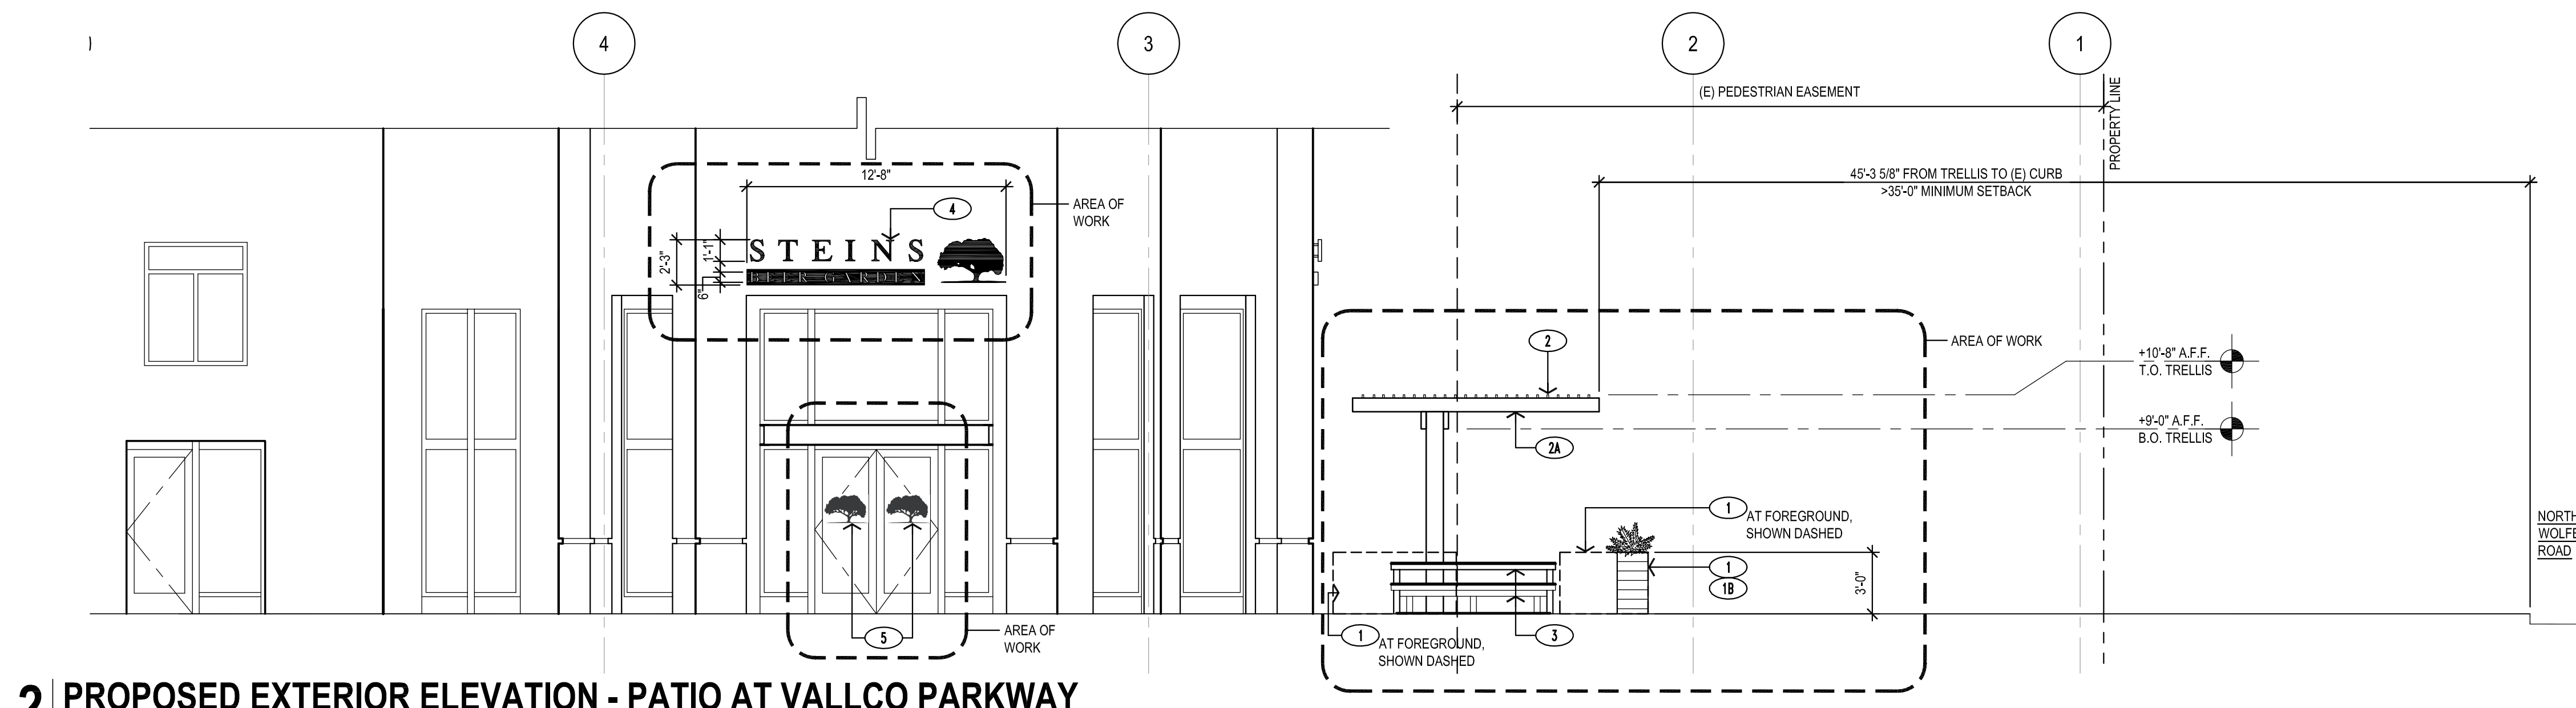 4
3
2
1
(E) PEDESTRIAN EASEMENT
PROPERTY LINE
12'-8"
45'-3 5/8" FROM TRELLIS TO (E) CURB
>35'-0" MINIMUM SETBACK
AREA OF
WORK
4
2'-3"
1'-1"
6"
STEINS
BEER GARDEN
2
AREA OF WORK
+10'-8" A.F.F.
T.O. TRELLIS
+9'-0" A.F.F.
B.O. TRELLIS
2A
1
AT FOREGROUND,
SHOWN DASHED
NORTH
WOLFE
ROAD
1
1B
3'-0"
5
AREA OF
WORK
1
AT FOREGROUND,
SHOWN DASHED
3
2
PROPOSED EXTERIOR ELEVATION - PATIO AT VALLCO PARKWAY